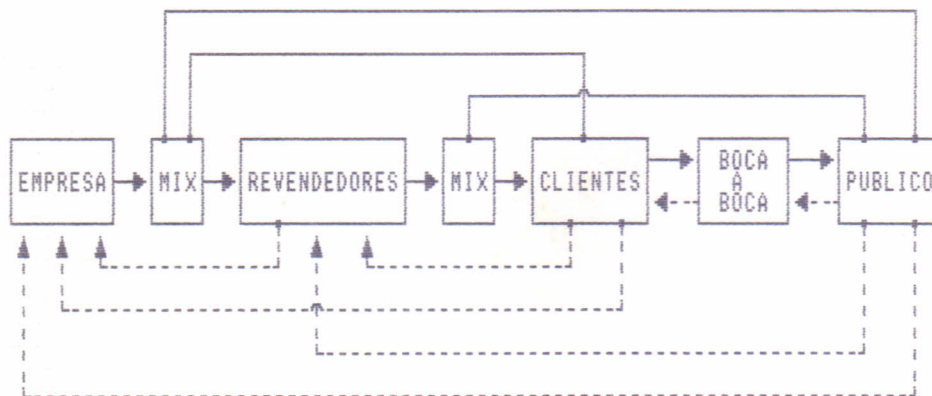 EMPRESA
MIX
REVENDEDORES
MIX
CLIENTES
BOCA
A
BOCA
PUBLICO